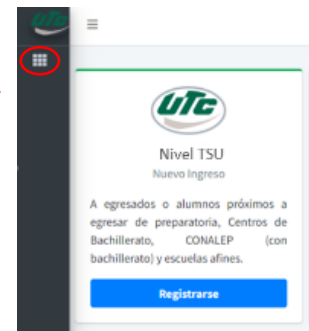 UTC
UTC
Nivel TSU
Nuevo Ingreso
A egresados o alumnos próximos a
egresar de preparatoria, Centros de
Bachillerato, CONALEP (con
bachillerato) y escuelas afines.
Registrarse